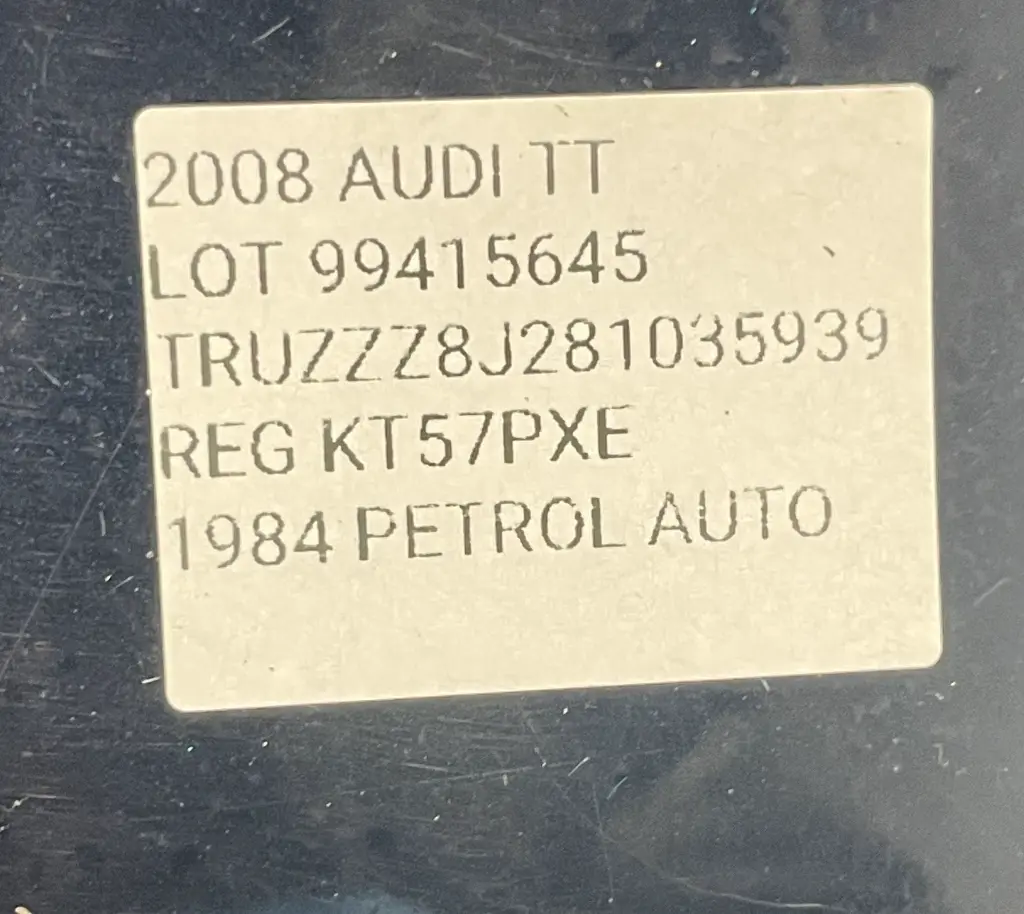 2008 AUDI TT
LOT 99415645
TRUZZZ8J281035939
REG KT57PXE
1984 PETROL AUTO